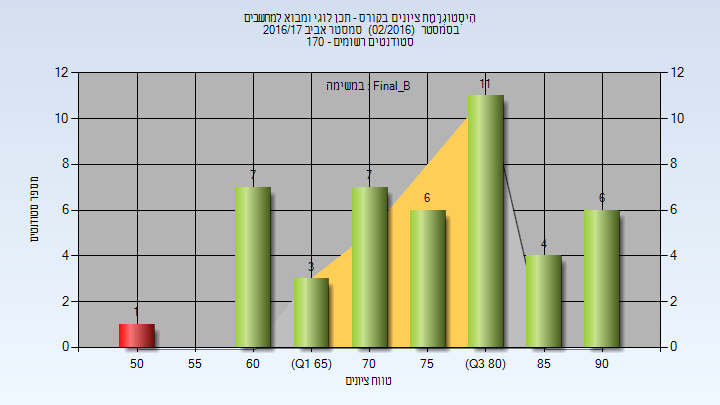 היסטוגרמת ציונים בקורס - תכן לוגי ומבוא למחשבים
בסמסטר (02/2016) סמסטר אביב 2016/17
סטודנטים רשומים - 170
במשימה : Final_B
מספר סטודנטים
12 12
10 10
8 8
6 6
4 4
2 2
0 0
1 7 3 7 6 11 4 6
50 55 60 (Q1 65) 70 75 (Q3 80) 85 90
טווח ציונים